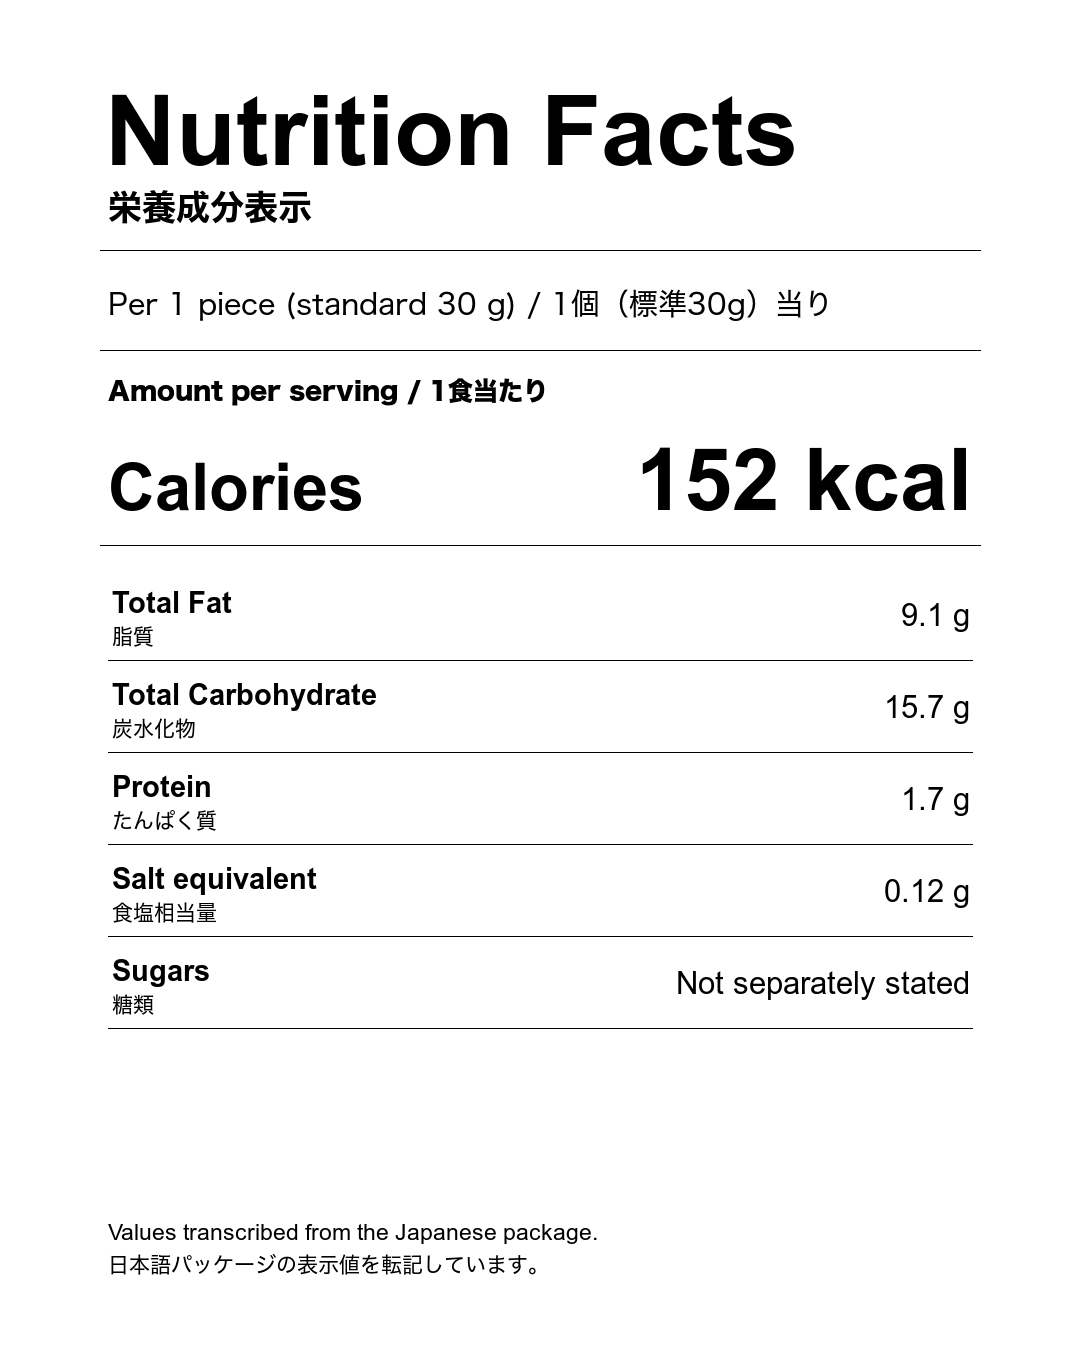 Nutrition Facts
栄養成分表示
Per 1 piece (standard 30 g) / 1個（標準30g）当り
Amount per serving / 1食当たり
Calories 152 kcal
Total Fat
脂質
9.1 g
Total Carbohydrate
炭水化物
15.7 g
Protein
たんぱく質
1.7 g
Salt equivalent
食塩相当量
0.12 g
Sugars
糖類
Not separately stated
Values transcribed from the Japanese package.
日本語パッケージの表示値を転記しています。